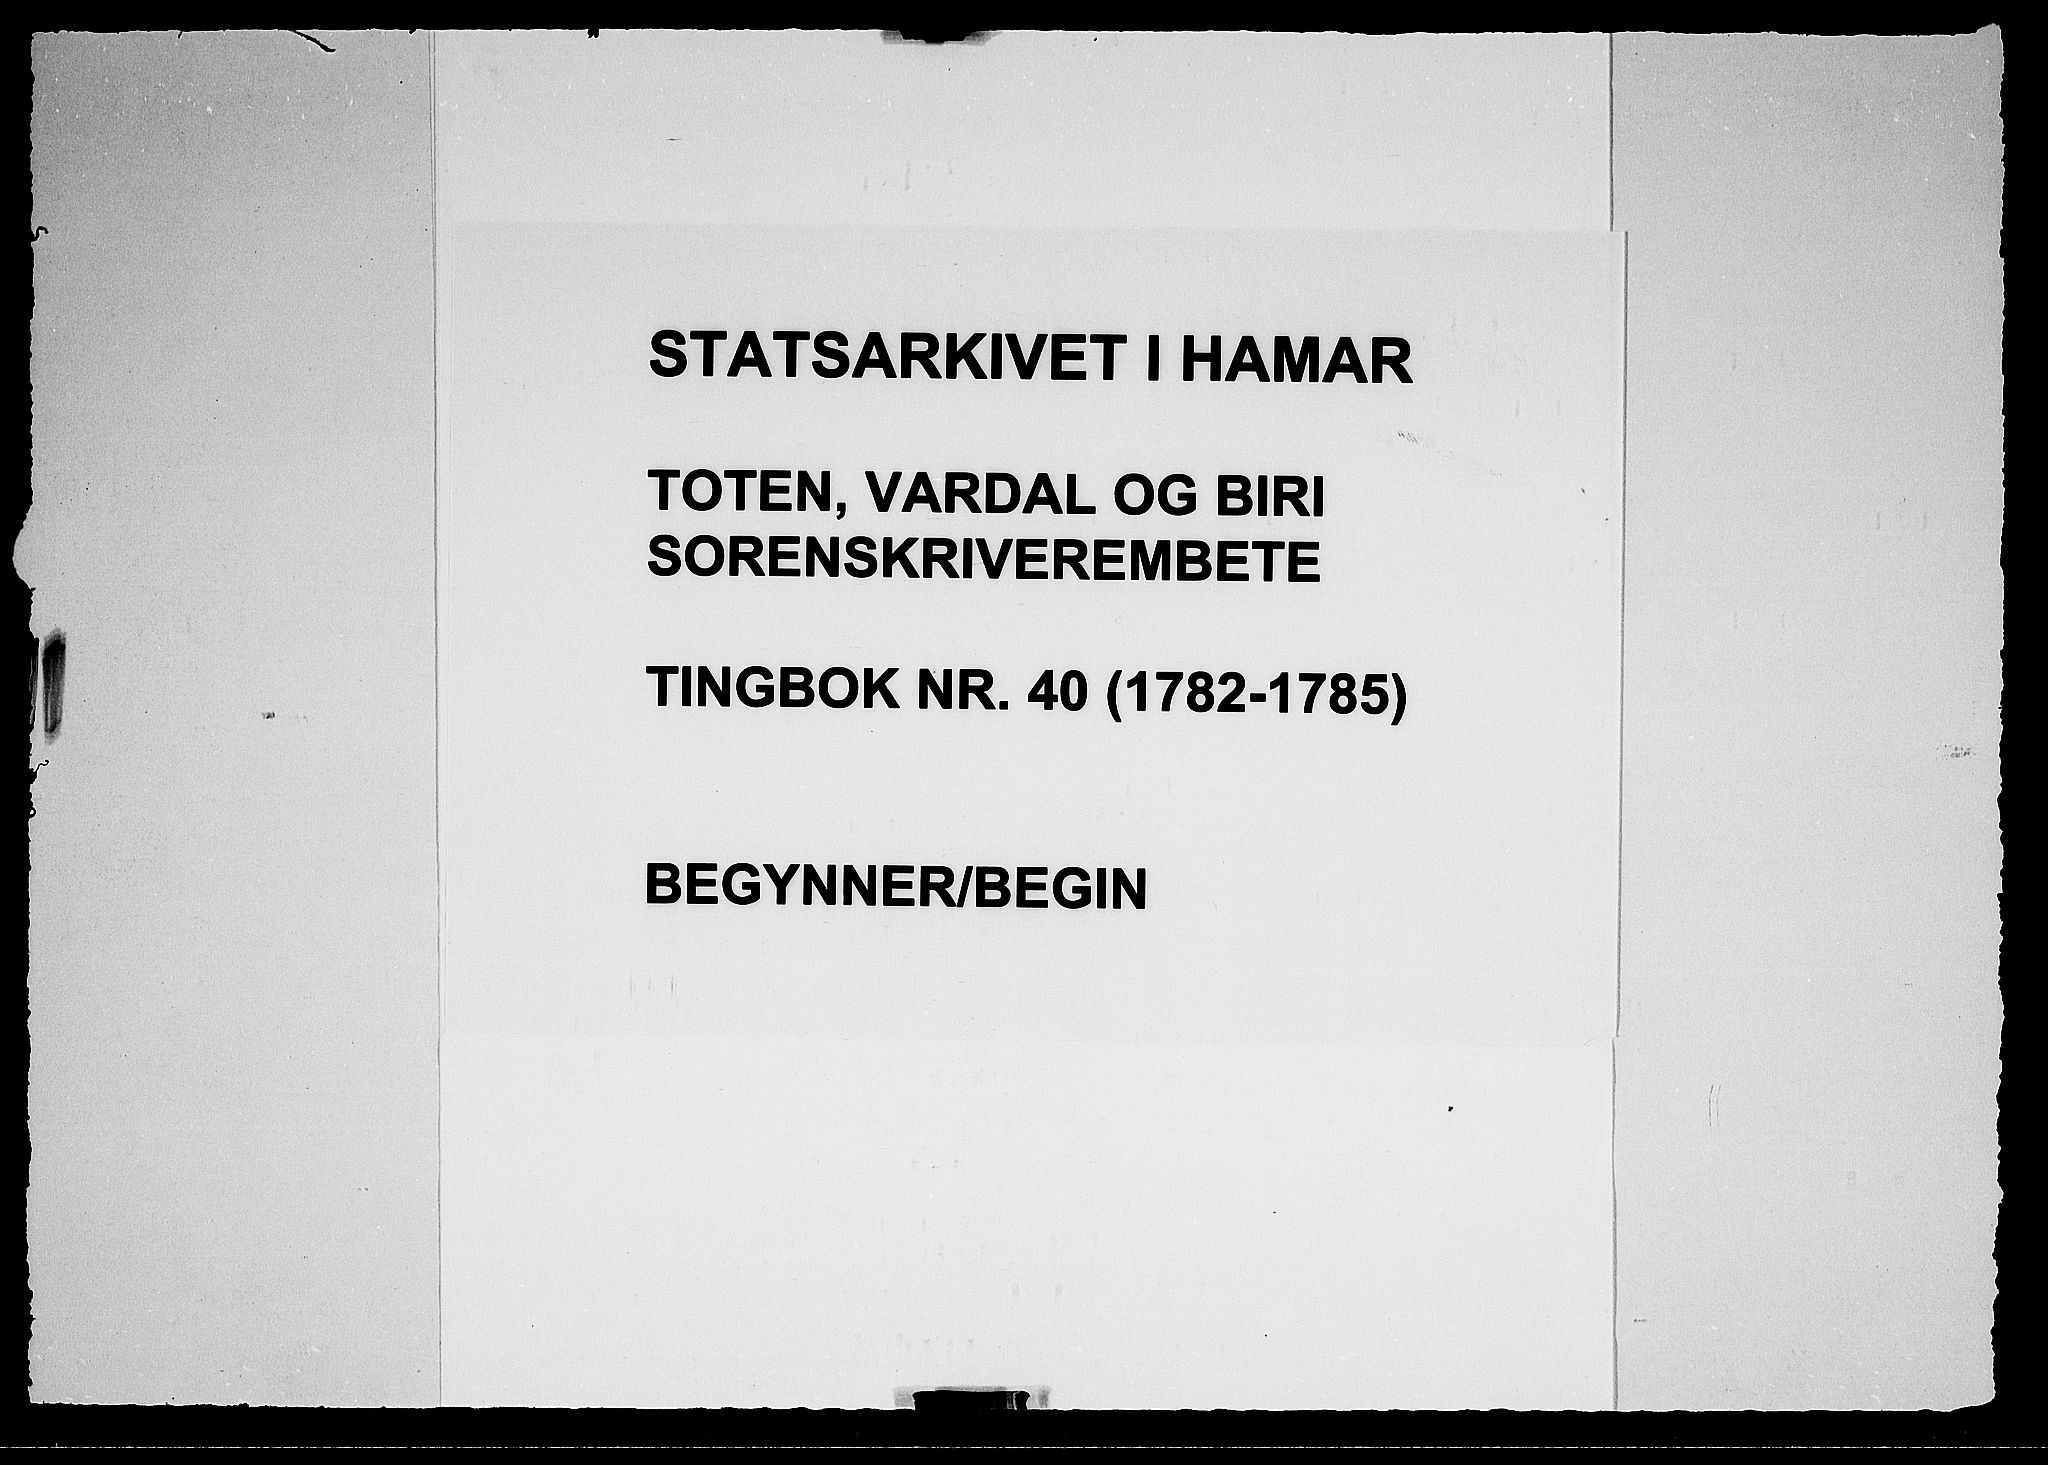 STATSARKIVET I HAMAR
TOTEN, VARDAL OG BIRI
SORENSKRIVEREMBETE
TINGBOK NR. 40 (1782-1785)
BEGYNNER/BEGIN